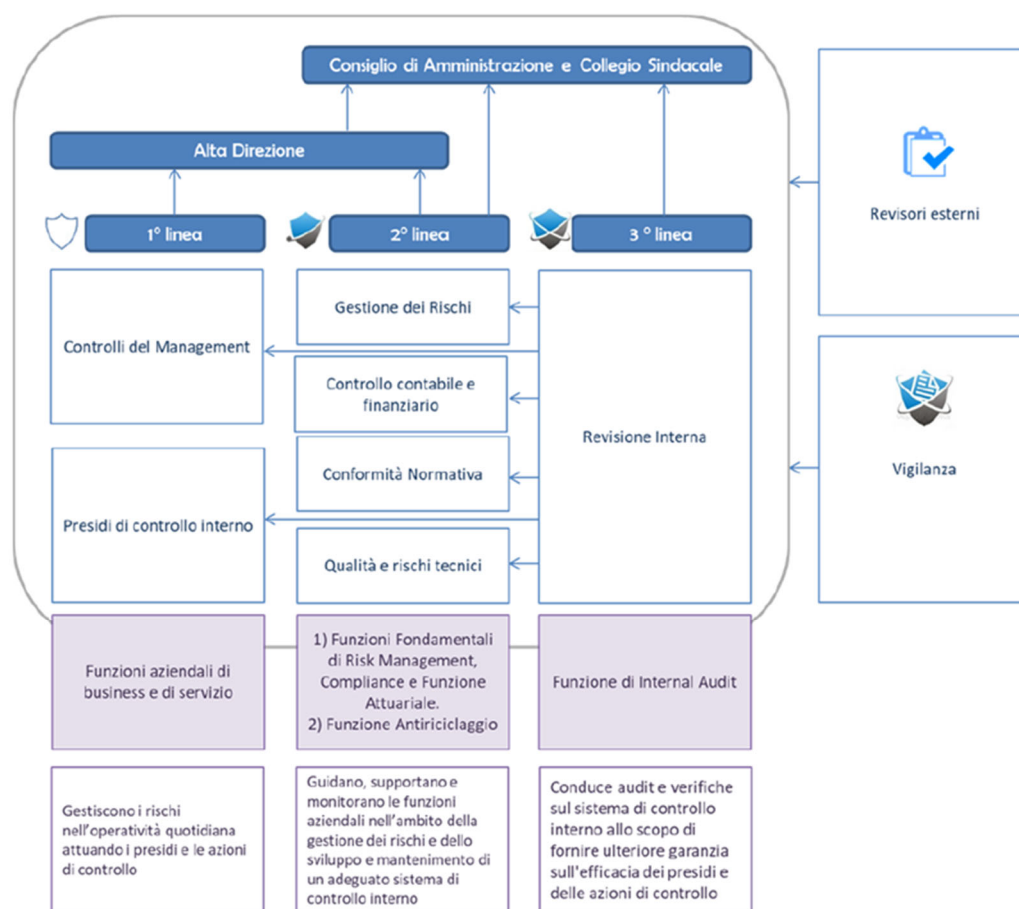 Consiglio di Amministrazione e Collegio Sindacale
Alta Direzione
1° linea
2° linea
3 ° linea
Revisori esterni
Gestione dei Rischi
Controlli del Management
Controllo contabile e
finanziario
Revisione Interna
Conformità Normativa
Vigilanza
Presidi di controllo interno
Qualità e rischi tecnici
Funzioni aziendali di
business e di servizio
1) Funzioni Fondamentali
di Risk Management,
Compliance e Funzione
Attuariale.
2) Funzione Antiriciclaggio
Funzione di Internal Audit
Gestiscono i rischi
nell'operatività quotidiana
attuando i presidi e le azioni
di controllo
Guidano, supportano e
monitorano le funzioni
aziendali nell'ambito della
gestione dei rischi e dello
sviluppo e mantenimento di
un adeguato sistema di
controllo interno
Conduce audit e verifiche
sul sistema di controllo
interno allo scopo di
fornire ulteriore garanzia
sull'efficacia dei presidi e
delle azioni di controllo